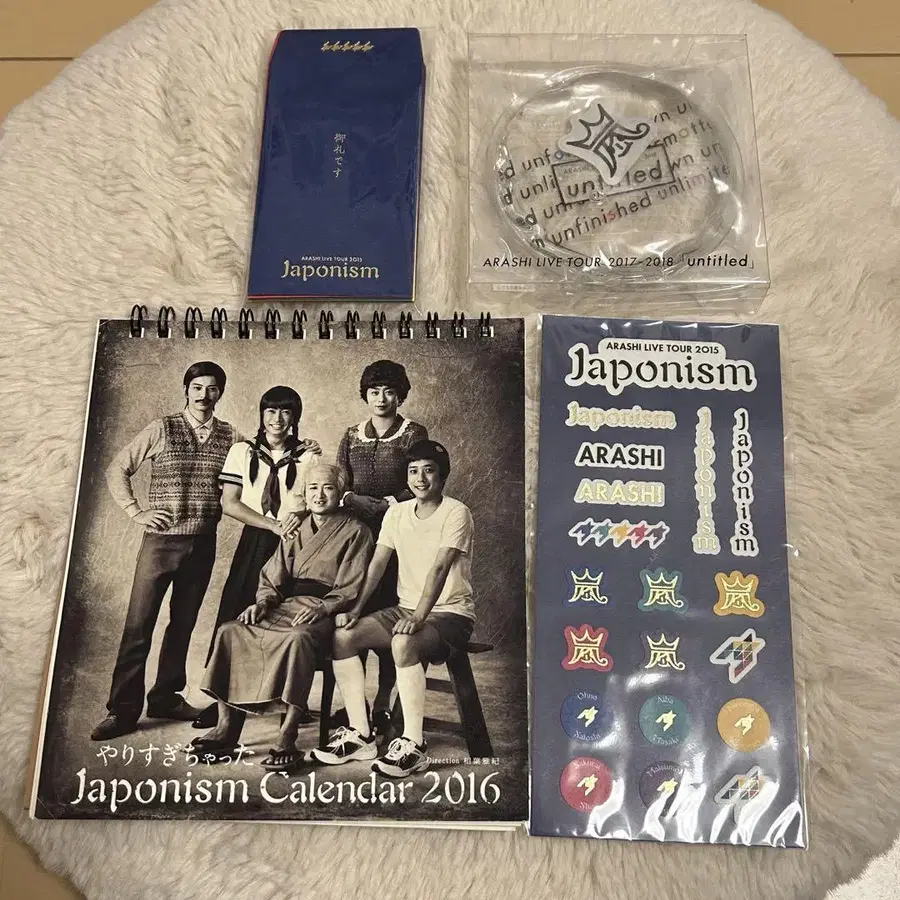 御礼です
ARASHI LIVE TOUR 2015
Japonism
嵐
untitled
unfinished unlimite
ARASHI LIVE TOUR 2017-2018 「untitled」
やりすぎちゃった
Direction 相葉雅紀
Japonism Calendar 2016
ARASHI LIVE TOUR 2015
Japonism
Japonism
ARASHI
ARASHI
Japonism
Japonism
嵐
嵐
嵐
嵐
嵐
Ohno
Satoshi
Aiba
Masaki